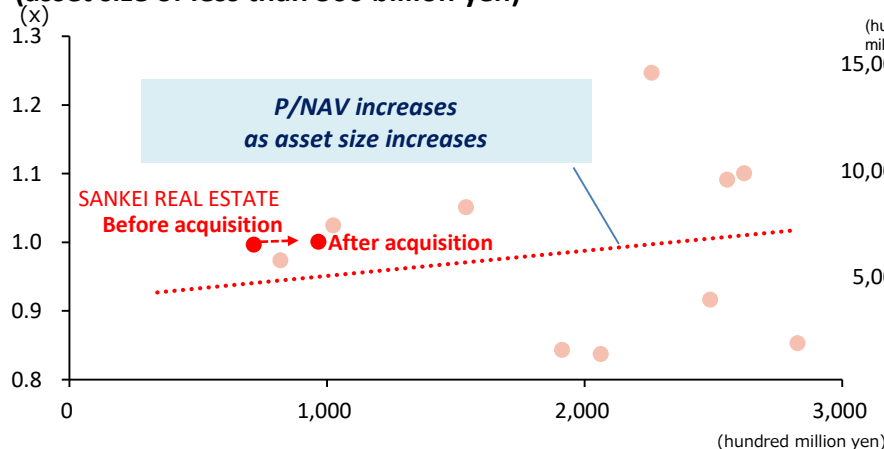 (x)
1.3
1.2
1.1
1.0
0.9
0.8
P/NAV increases
as asset size increases
SANKEI REAL ESTATE
Before acquisition
After acquisition
0
1,000
2,000
3,000
(hundred million yen)
(hu
mil
15,00
10,00
5,00